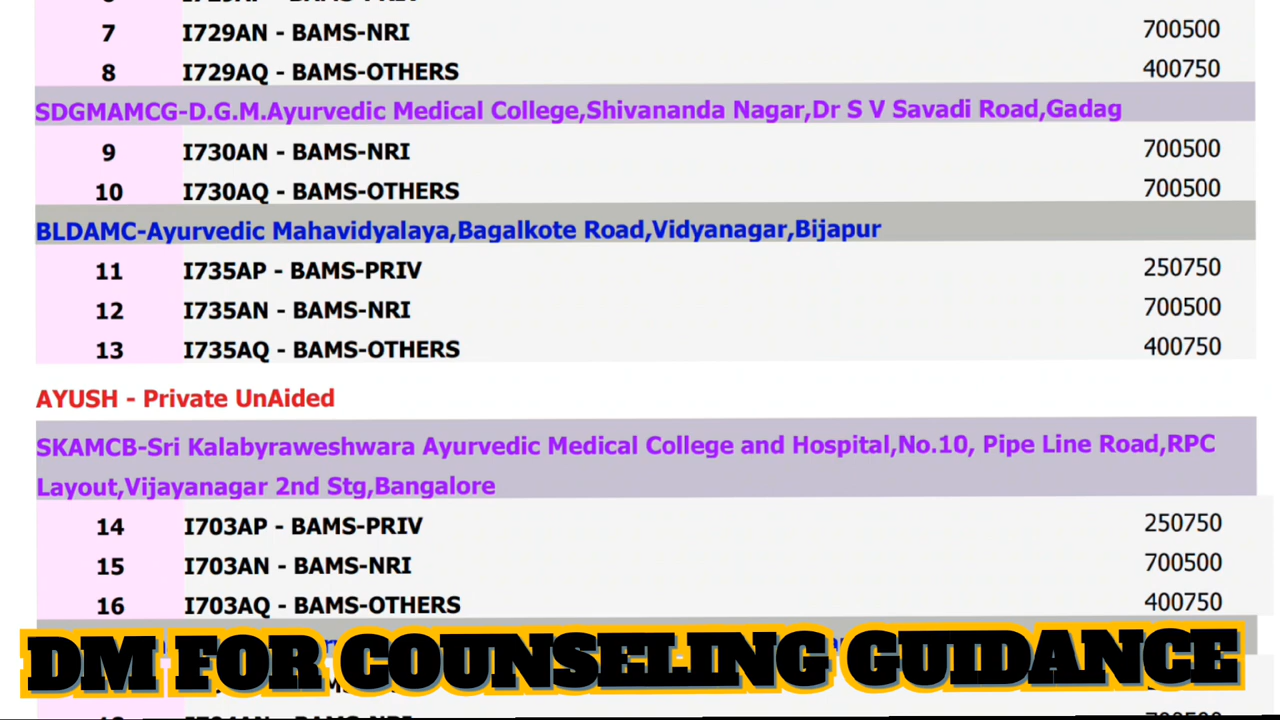 7 I729AN - BAMS-NRI 700500
8 I729AQ - BAMS-OTHERS 400750
SDGMAMCG-D.G.M.Ayurvedic Medical College,Shivananda Nagar,Dr S V Savadi Road,Gadag
9 I730AN - BAMS-NRI 700500
10 I730AQ - BAMS-OTHERS 700500
BLDAMC-Ayurvedic Mahavidyalaya,Bagalkote Road,Vidyanagar,Bijapur
11 I735AP - BAMS-PRIV 250750
12 I735AN - BAMS-NRI 700500
13 I735AQ - BAMS-OTHERS 400750
AYUSH - Private UnAided
SKAMCB-Sri Kalabyraweshwara Ayurvedic Medical College and Hospital,No.10, Pipe Line Road,RPC
Layout,Vijayanagar 2nd Stg,Bangalore
14 I703AP - BAMS-PRIV 250750
15 I703AN - BAMS-NRI 700500
16 I703AQ - BAMS-OTHERS 400750
DM FOR COUNSELING GUIDANCE